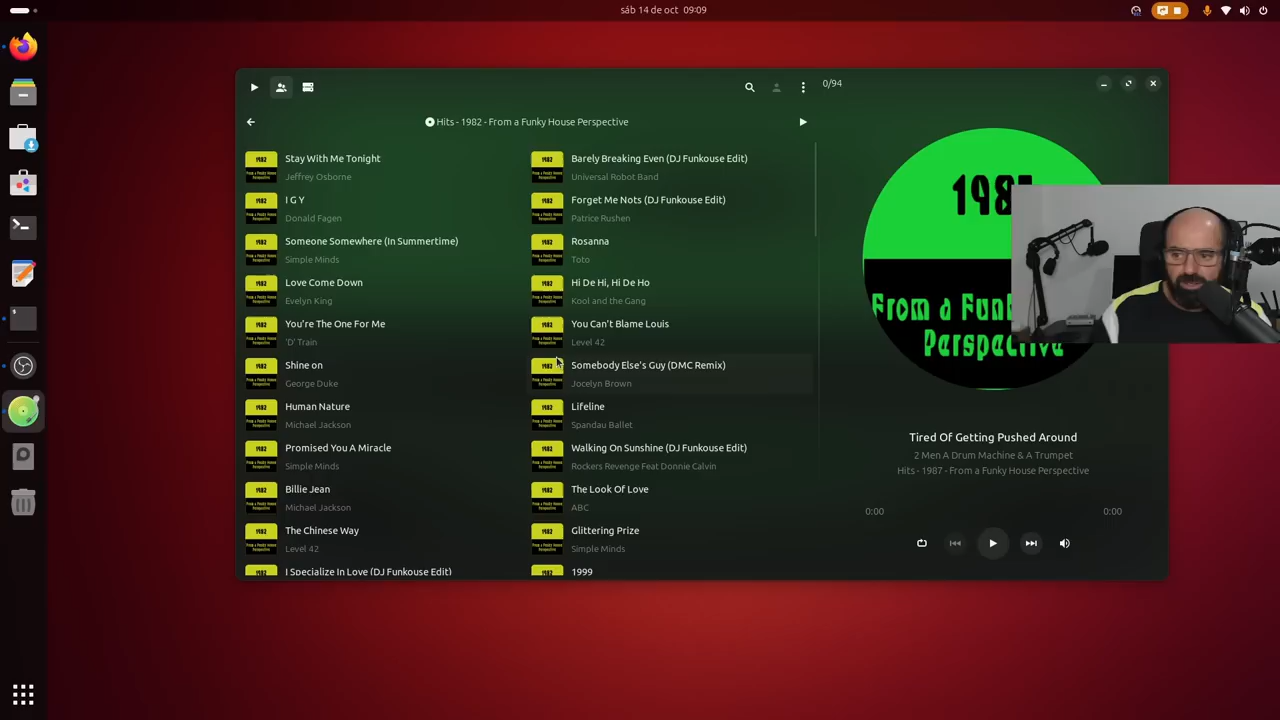 sáb 14 de oct 09:09
0/94
Hits - 1982 - From a Funky House Perspective
Stay With Me Tonight
Jeffrey Osborne
I G Y
Donald Fagen
Someone Somewhere (In Summertime)
Simple Minds
Love Come Down
Evelyn King
You're The One For Me
'D' Train
Shine on
George Duke
Human Nature
Michael Jackson
Promised You A Miracle
Simple Minds
Billie Jean
Michael Jackson
The Chinese Way
Level 42
I Specialize In Love (DJ Funkouse Edit)
Barely Breaking Even (DJ Funkouse Edit)
Universal Robot Band
Forget Me Nots (DJ Funkouse Edit)
Patrice Rushen
Rosanna
Toto
Hi De Hi, Hi De Ho
Kool and the Gang
You Can't Blame Louis
Level 42
Somebody Else's Guy (DMC Remix)
Jocelyn Brown
Lifeline
Spandau Ballet
Walking On Sunshine (DJ Funkouse Edit)
Rockers Revenge Feat Donnie Calvin
The Look Of Love
ABC
Glittering Prize
Simple Minds
1999
From a Fun
Perspective
Tired Of Getting Pushed Around
2 Men A Drum Machine & A Trumpet
Hits - 1987 - From a Funky House Perspective
0:00
0:00